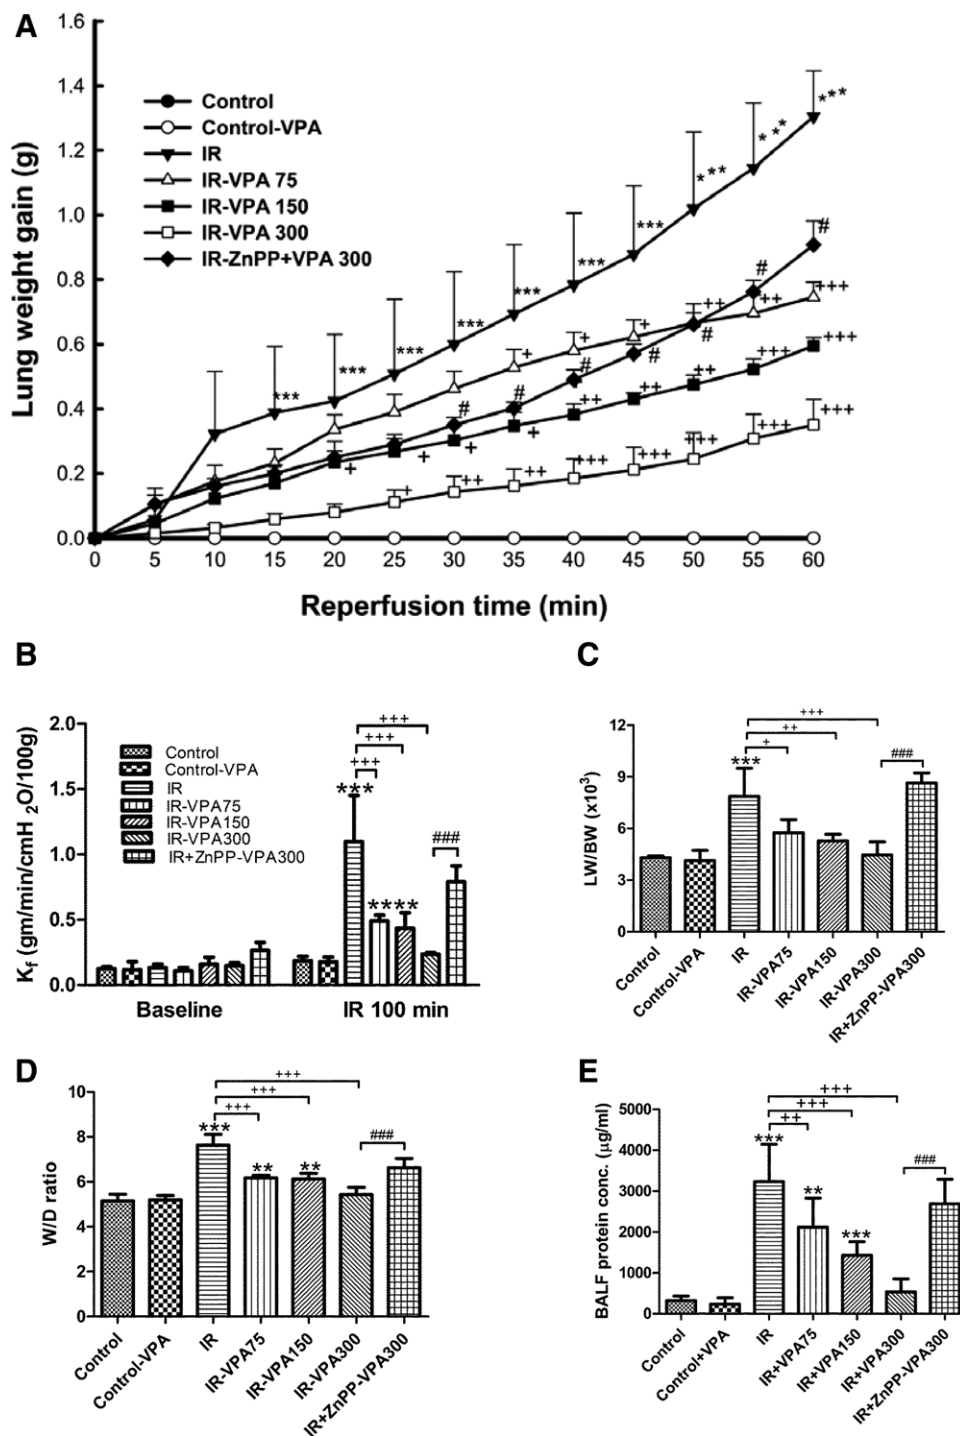 A
Lung weight gain (g)
1.6
1.4
1.2
1.0
0.8
0.6
0.4
0.2
0.0
Control
Control-VPA
IR
IR-VPA 75
IR-VPA 150
IR-VPA 300
IR-ZnPP+VPA 300
***
***
***
***
***
***
***
***
***
***
#
#
#
#
#
#
#
+
+
++
++
+++
+
+
+
+
++
++
++
+++
+++
+
++
++
+++
+++
+++
+++
+++
0 5 10 15 20 25 30 35 40 45 50 55 60
Reperfusion time (min)
B
Kf (gm/min/cmH 2O/100g)
2.0
1.5
1.0
0.5
0.0
Control
Control-VPA
IR
IR-VPA75
IR-VPA150
IR-VPA300
IR+ZnPP-VPA300
+++
+++
+++
***
****
###
Baseline IR 100 min
C
LW/BW (x10³)
12
9
6
3
0
+++
++
+
***
###
Control
Control-VPA
IR
IR-VPA75
IR-VPA150
IR-VPA300
IR+ZnPP-VPA300
D
W/D ratio
10
8
6
4
2
0
+++
+++
+++
***
**
**
###
Control
Control-VPA
IR
IR-VPA75
IR-VPA150
IR-VPA300
IR+ZnPP-VPA300
E
BALF protein conc. (µg/ml)
5000
4000
3000
2000
1000
0
+++
+++
++
***
**
***
###
Control
Control+VPA
IR
IR+VPA75
IR+VPA150
IR+VPA300
IR+ZnPP-VPA300